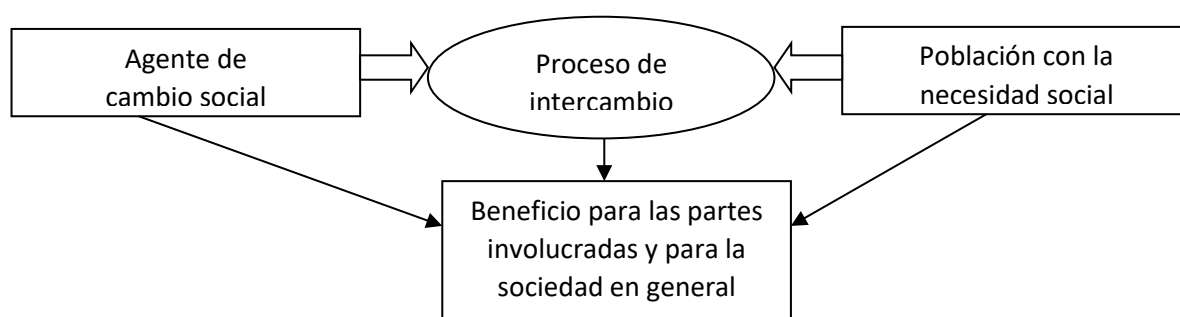 Agente de
cambio social
Proceso de
intercambio
Población con la
necesidad social
Beneficio para las partes
involucradas y para la
sociedad en general